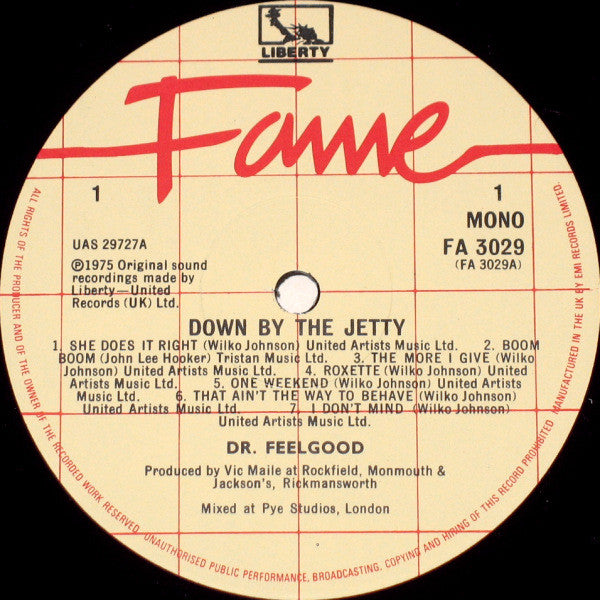 LIBERTY
Fame
1
1
MONO
UAS 29727A
FA 3029
(FA 3029A)
℗1975 Original sound
recordings made by
Liberty—United
Records (UK) Ltd.
DOWN BY THE JETTY
1. SHE DOES IT RIGHT (Wilko Johnson) United Artists Music Ltd. 2. BOOM
BOOM (John Lee Hooker) Tristan Music Ltd. 3. THE MORE I GIVE (Wilko
Johnson) United Artists Music Ltd. 4. ROXETTE (Wilko Johnson) United
Artists Music Ltd. 5. ONE WEEKEND (Wilko Johnson) United Artists
Music Ltd. 6. THAT AIN'T THE WAY TO BEHAVE (Wilko Johnson)
United Artists Music Ltd. 7. I DON'T MIND (Wilko Johnson)
United Artists Music Ltd.
DR. FEELGOOD
Produced by Vic Maile at Rockfield, Monmouth &
Jackson's, Rickmansworth
Mixed at Pye Studios, London
ALL RIGHTS OF THE PRODUCER AND OF THE OWNER OF THE RECORDED WORK RESERVED. UNAUTHORISED PUBLIC PERFORMANCE, BROADCASTING, COPYING AND HIRING OF THIS RECORD PROHIBITED. MANUFACTURED IN THE UK BY EMI RECORDS LIMITED.